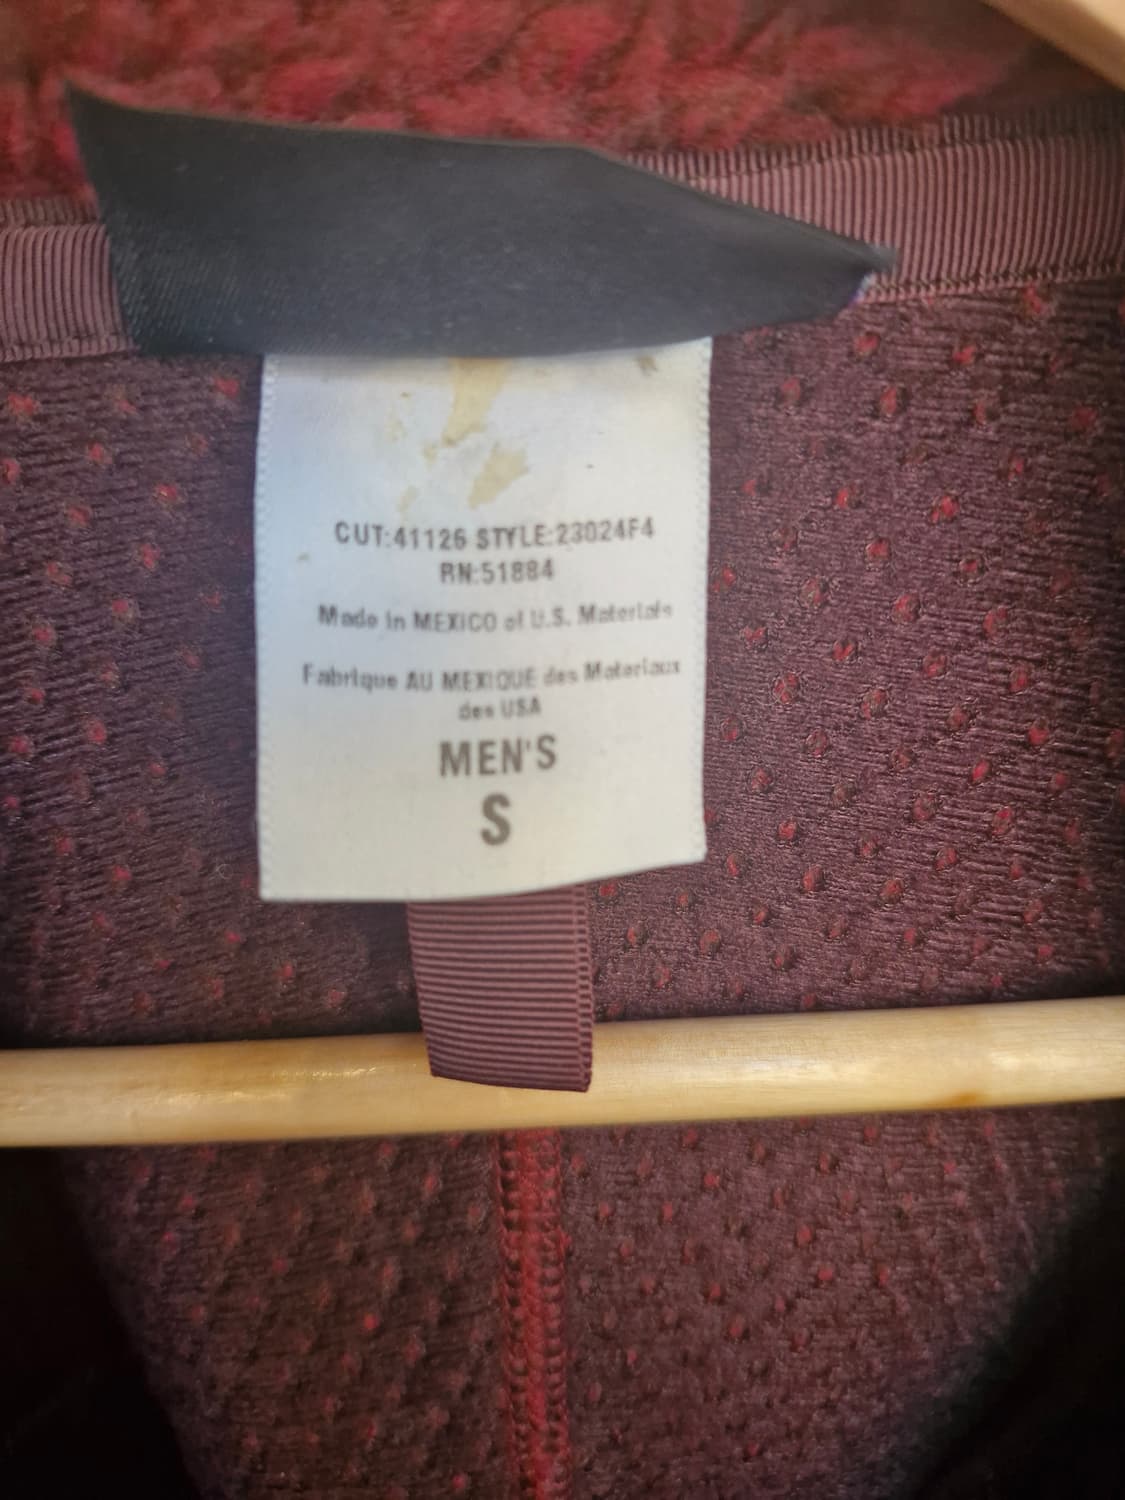 CUT:41126 STYLE:23024F4
RN:51884
Made in MEXICO of U.S. Materials
Fabrique AU MEXIQUE des Materiaux
des USA
MEN'S
S